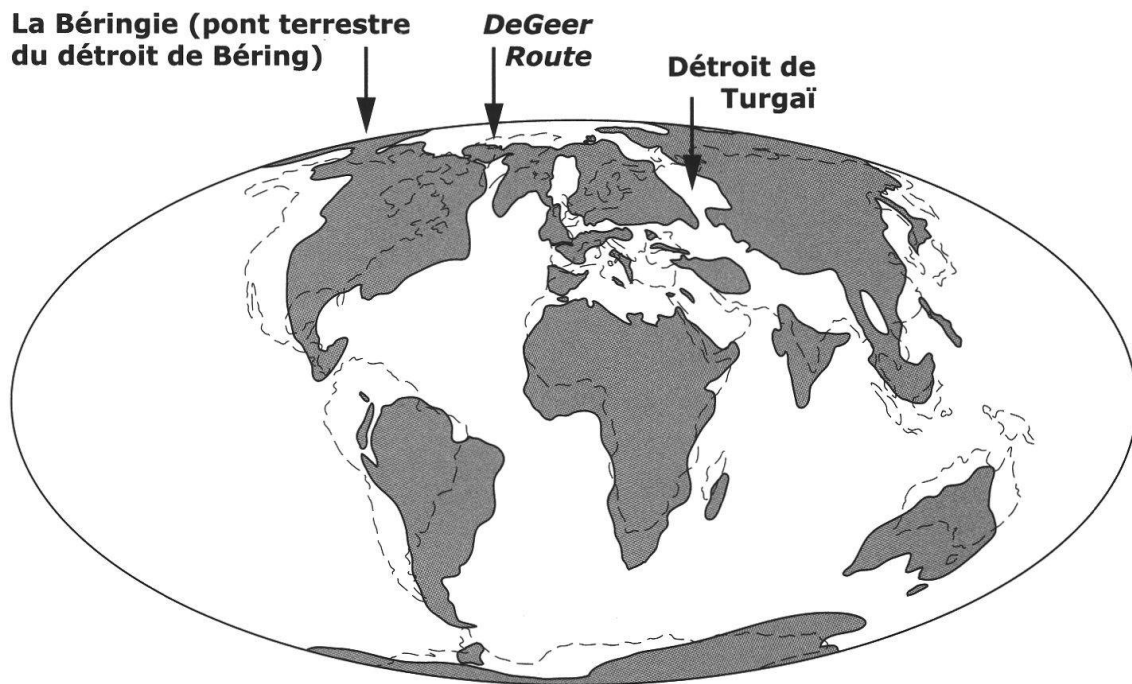 La Béringie (pont terrestre
du détroit de Béring)
DeGeer
Route
Détroit de
Turgaï